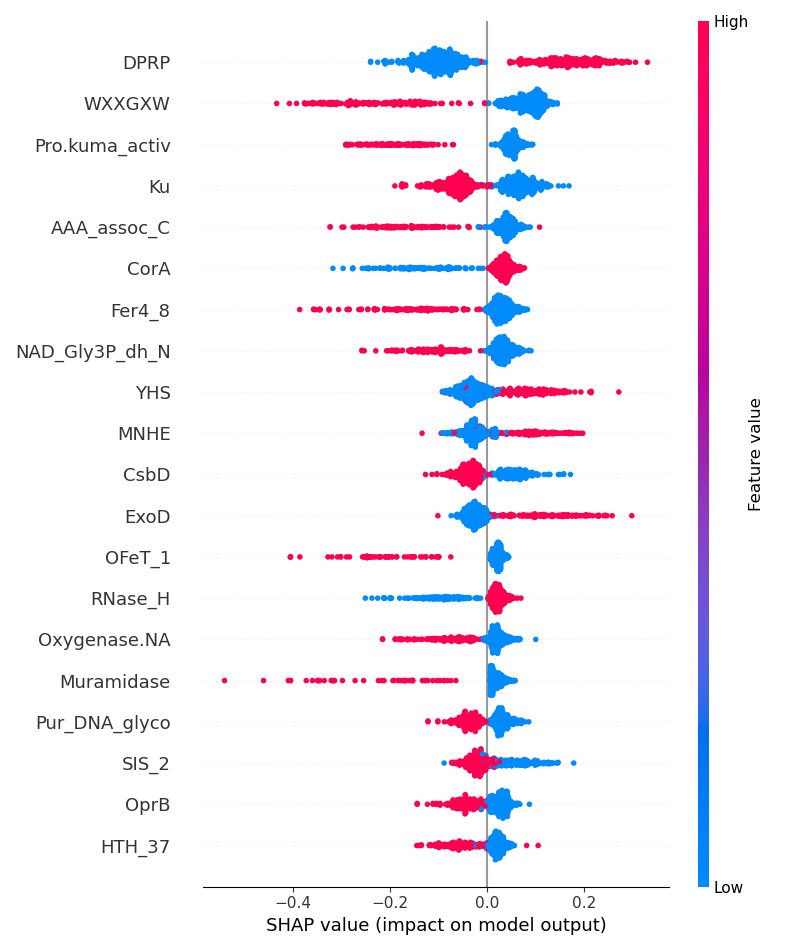 High
DPRP
WXXGXW
Pro.kuma_activ
Ku
AAA_assoc_C
CorA
Fer4_8
NAD_Gly3P_dh_N
YHS
MNHE
CsbD
ExoD
OFeT_1
RNase_H
Oxygenase.NA
Muramidase
Pur_DNA_glyco
SIS_2
OprB
HTH_37
Feature value
Low
−0.4 −0.2 0.0 0.2
SHAP value (impact on model output)